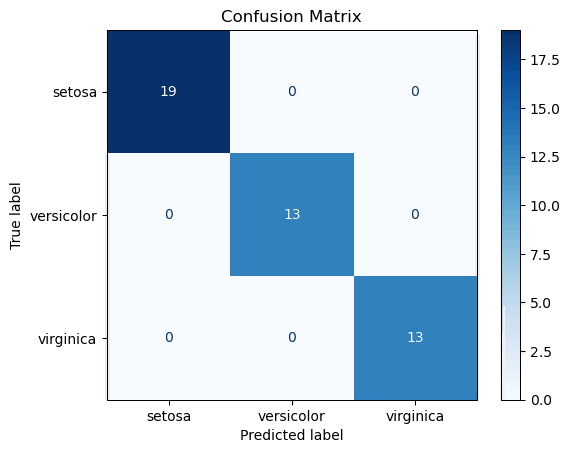 Confusion Matrix
True label
setosa
versicolor
virginica
19 0 0
0 13 0
0 0 13
setosa versicolor virginica
Predicted label
17.5
15.0
12.5
10.0
7.5
5.0
2.5
0.0